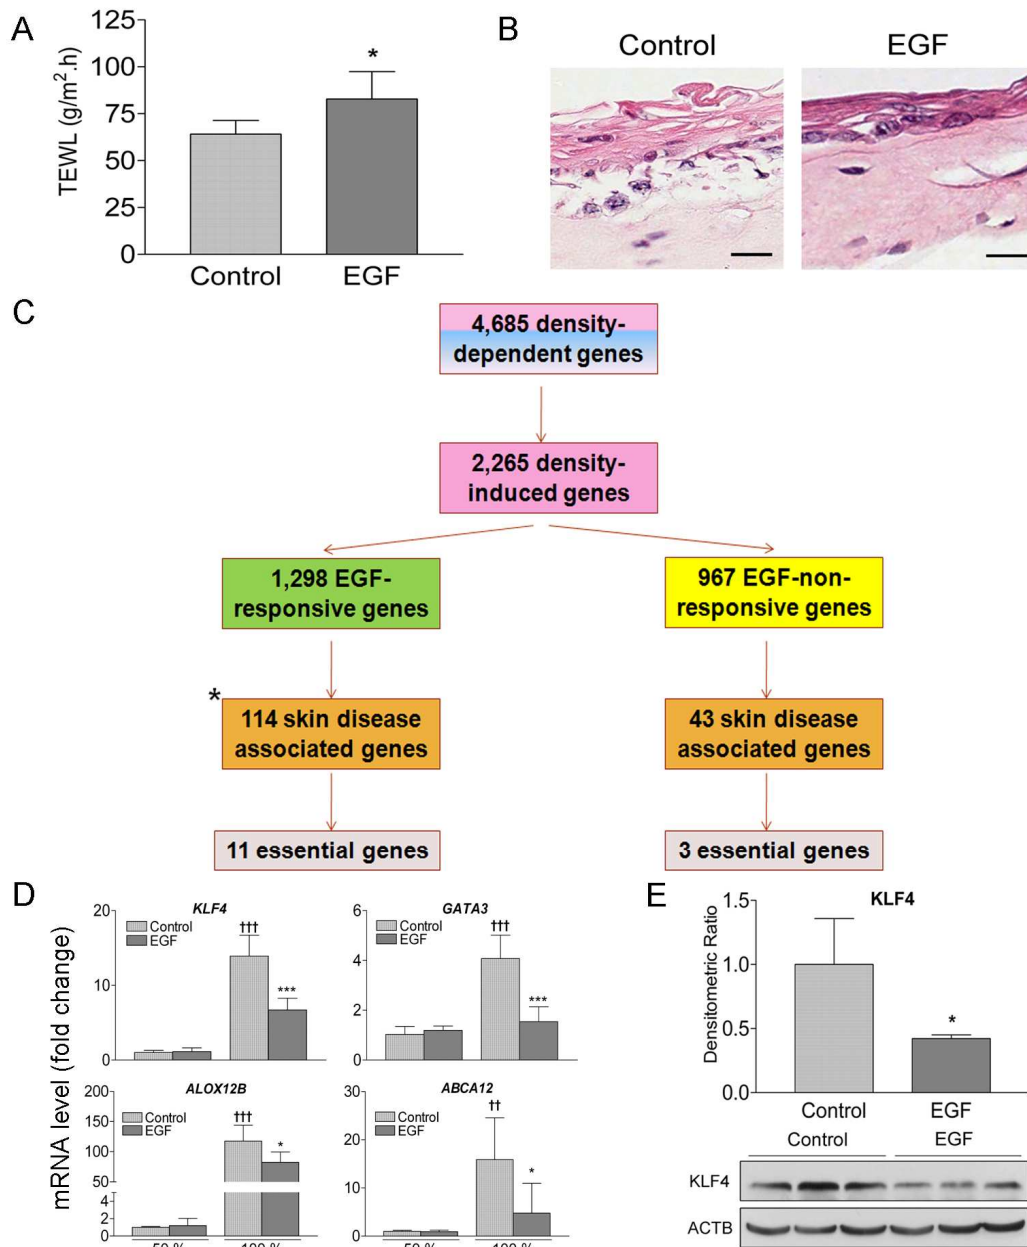 A
125
100
75
50
25
0
TEWL (g/m².h)
*
Control
EGF
B
Control
EGF
C
4,685 density-
dependent genes
2,265 density-
induced genes
1,298 EGF-
responsive genes
967 EGF-non-
responsive genes
*
114 skin disease
associated genes
43 skin disease
associated genes
11 essential genes
3 essential genes
D
mRNA level (fold change)
KLF4
20
10
0
Control
EGF
†††
***
GATA3
6
4
2
0
Control
EGF
†††
***
ALOX12B
200
150
100
50
4
2
0
Control
EGF
†††
*
50 %
100 %
ABCA12
30
20
10
0
Control
EGF
††
*
50 %
100 %
E
KLF4
1.5
1.0
0.5
0.0
Densitometric Ratio
*
Control
EGF
Control
EGF
KLF4
ACTB